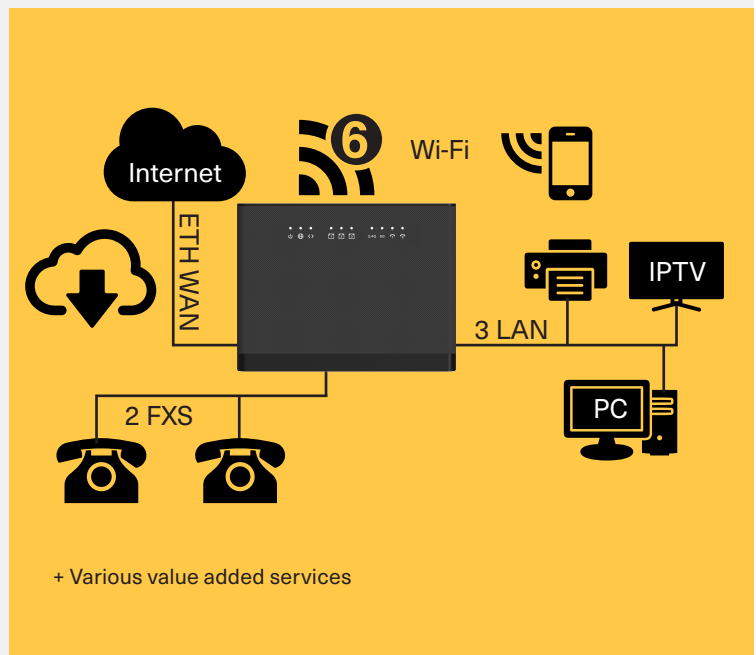 Internet
6
Wi-Fi
ETH WAN
IPTV
3 LAN
2 FXS
PC
+ Various value added services